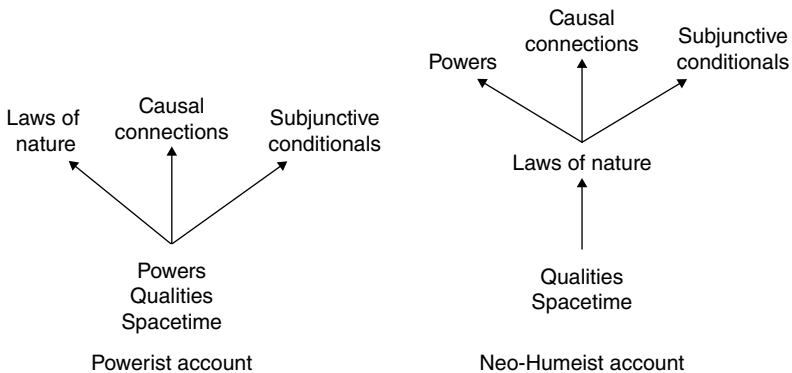 Laws of
nature
Causal
connections
Subjunctive
conditionals
Powers
Qualities
Spacetime
Powerist account
Powers
Causal
connections
Subjunctive
conditionals
Laws of nature
Qualities
Spacetime
Neo-Humeist account